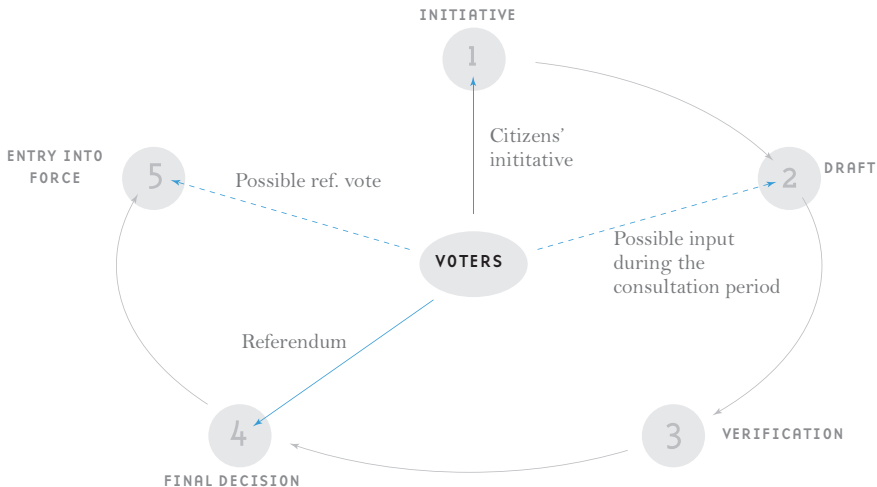 INITIATIVE
1
Citizens’
inititative
ENTRY INTO
FORCE
5
Possible ref. vote
2
DRAFT
VOTERS
Possible input
during the
consultation period
Referendum
4
FINAL DECISION
3
VERIFICATION